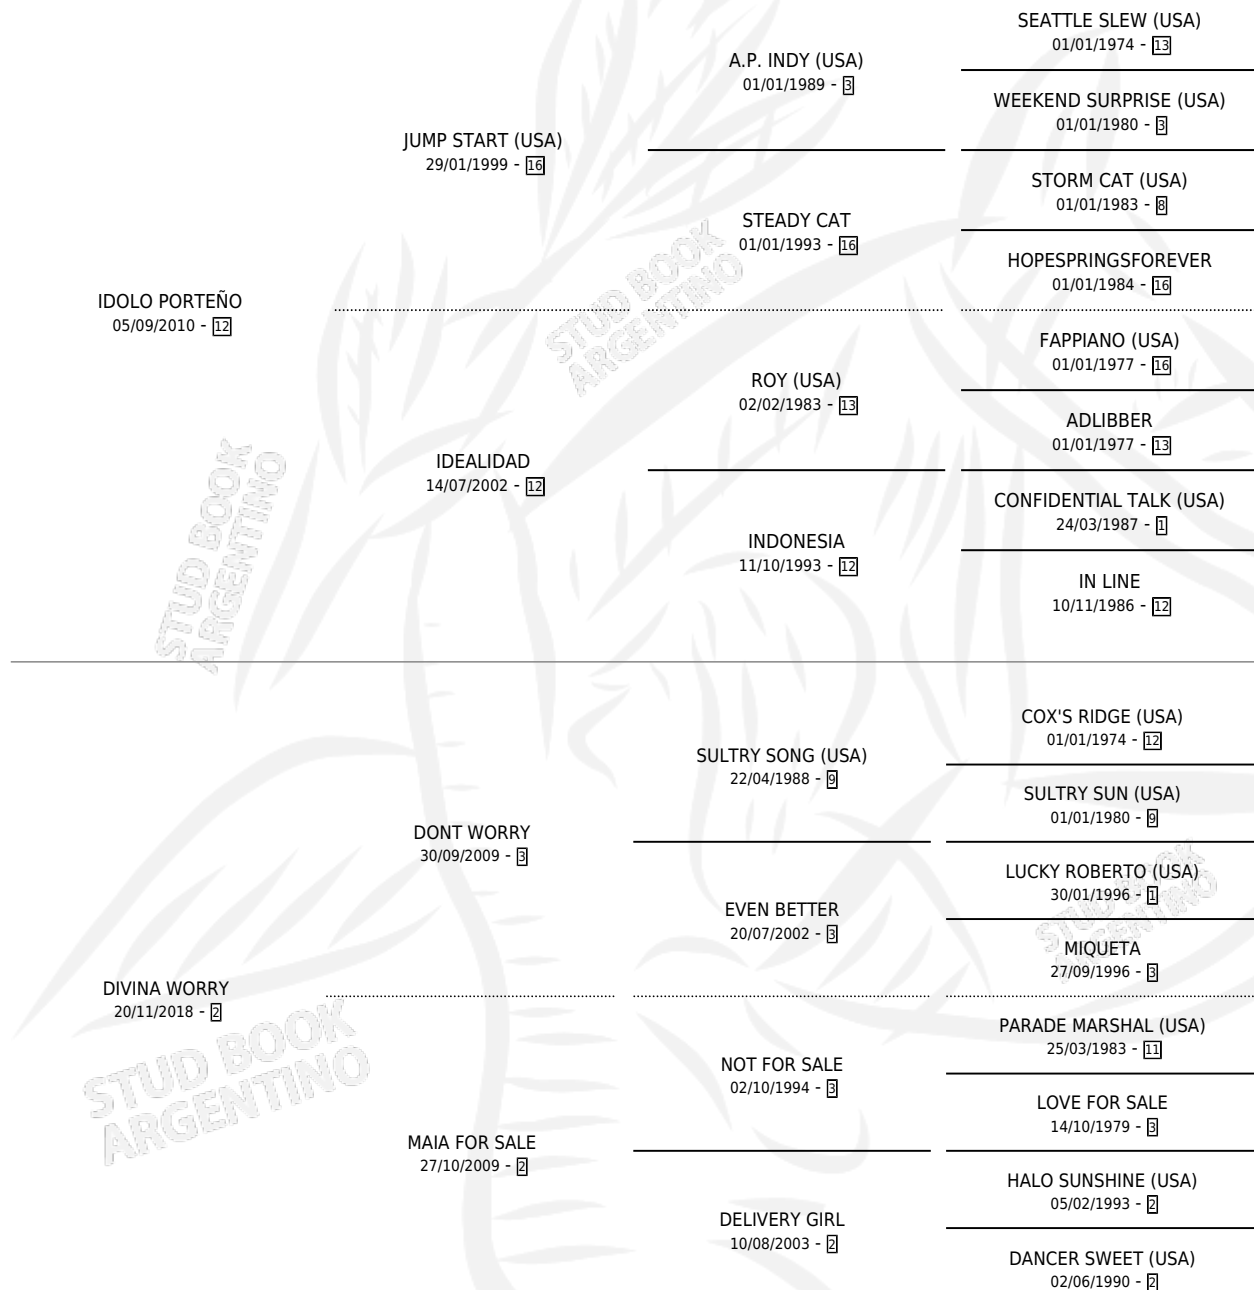 SEATTLE SLEW (USA)
01/01/1974 - 13
A.P. INDY (USA)
01/01/1989 - 3
WEEKEND SURPRISE (USA)
01/01/1980 - 3
JUMP START (USA)
29/01/1999 - 16
STORM CAT (USA)
01/01/1983 - 8
STEADY CAT
01/01/1993 - 16
HOPESPRINGSFOREVER
01/01/1984 - 16
IDOLO PORTEÑO
05/09/2010 - 12
FAPPIANO (USA)
01/01/1977 - 16
ROY (USA)
02/02/1983 - 13
ADLIBBER
01/01/1977 - 13
IDEALIDAD
14/07/2002 - 12
CONFIDENTIAL TALK (USA)
24/03/1987 - 1
INDONESIA
11/10/1993 - 12
IN LINE
10/11/1986 - 12
COX'S RIDGE (USA)
01/01/1974 - 12
SULTRY SONG (USA)
22/04/1988 - 9
SULTRY SUN (USA)
01/01/1980 - 9
DONT WORRY
30/09/2009 - 3
LUCKY ROBERTO (USA)
30/01/1996 - 1
EVEN BETTER
20/07/2002 - 3
MIQUETA
27/09/1996 - 3
DIVINA WORRY
20/11/2018 - 2
PARADE MARSHAL (USA)
25/03/1983 - 11
NOT FOR SALE
02/10/1994 - 3
LOVE FOR SALE
14/10/1979 - 3
MAIA FOR SALE
27/10/2009 - 2
HALO SUNSHINE (USA)
05/02/1993 - 2
DELIVERY GIRL
10/08/2003 - 2
DANCER SWEET (USA)
02/06/1990 - 2
STUD BOOK
ARGENTINO
STUD BOOK
ARGENTINO
STUD BOOK
ARGENTINO
STUD BOOK
ARGENTINO